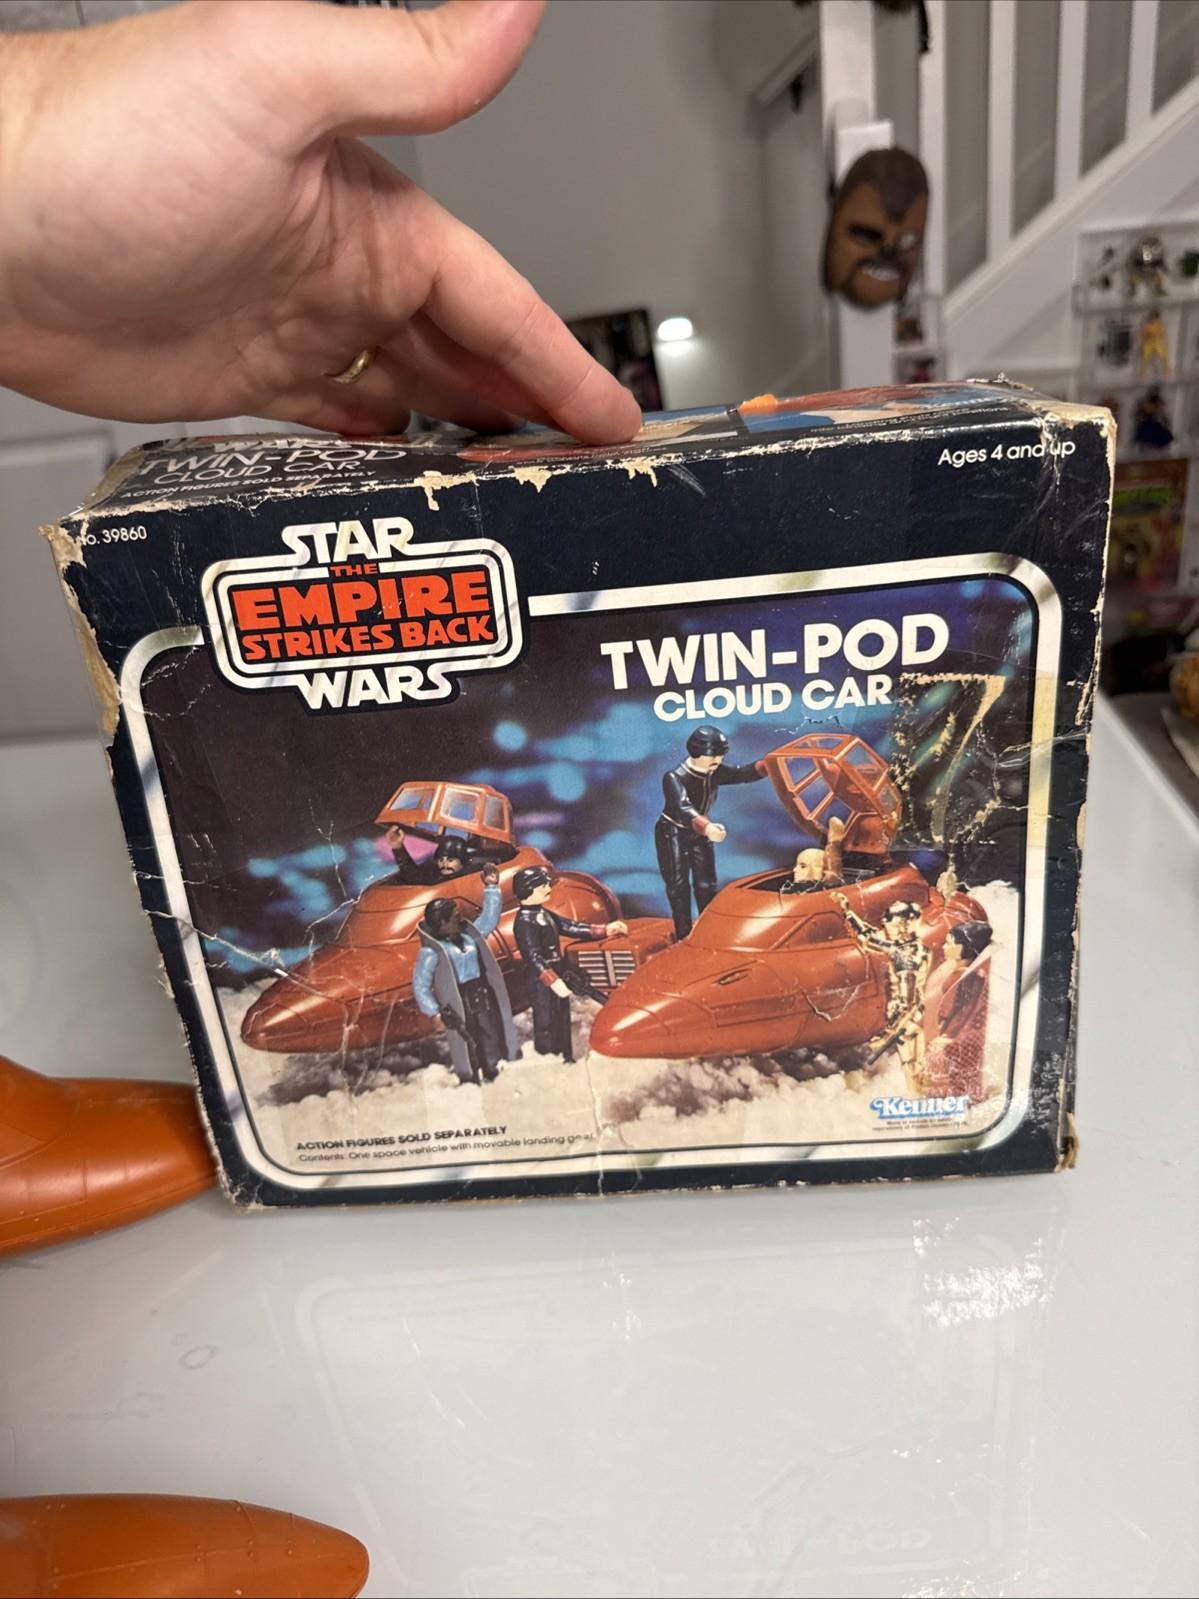 TWIN-POD
CLOUD CAR
ACTION FIGURES SOLD SEPARATELY
No. 39860
Ages 4 and up
STAR
THE
EMPIRE
STRIKES BACK
WARS
TWIN-POD
CLOUD CAR
Kenner
ACTION FIGURES SOLD SEPARATELY
Contents: One space vehicle with movable landing gear.